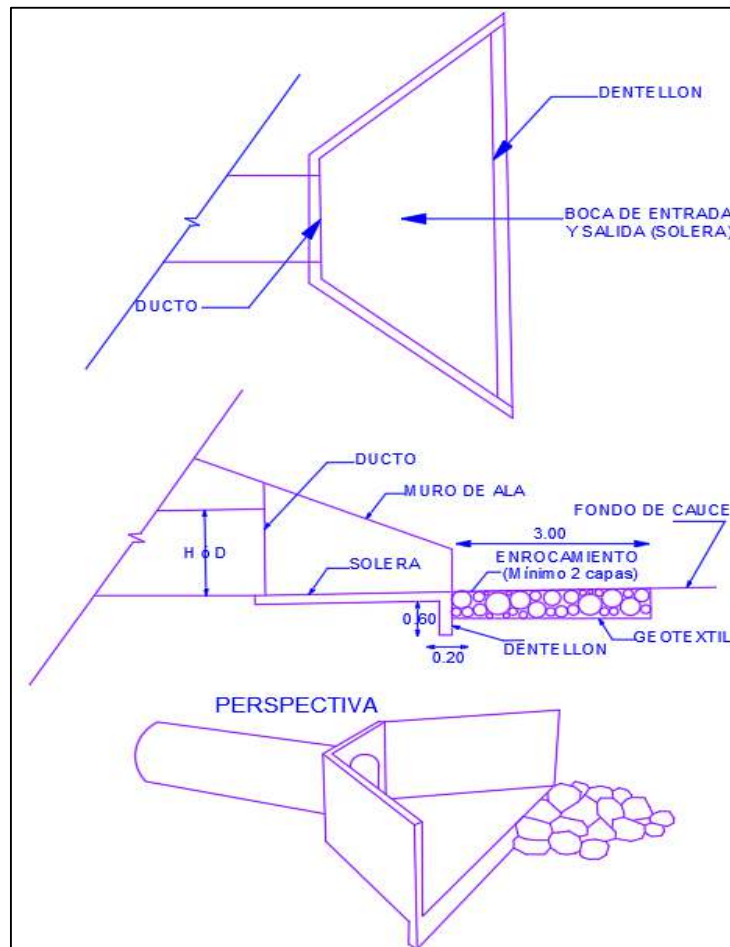 DENTELLON
BOCA DE ENTRADA
Y SALIDA (SOLERA)
DUCTO
DUCTO
MURO DE ALA
FONDO DE CAUCE
3.00
ENROCAMIENTO
(Mínimo 2 capas)
H ó D
SOLERA
0.60
GEOTEXTIL
DENTELLON
0.20
PERSPECTIVA